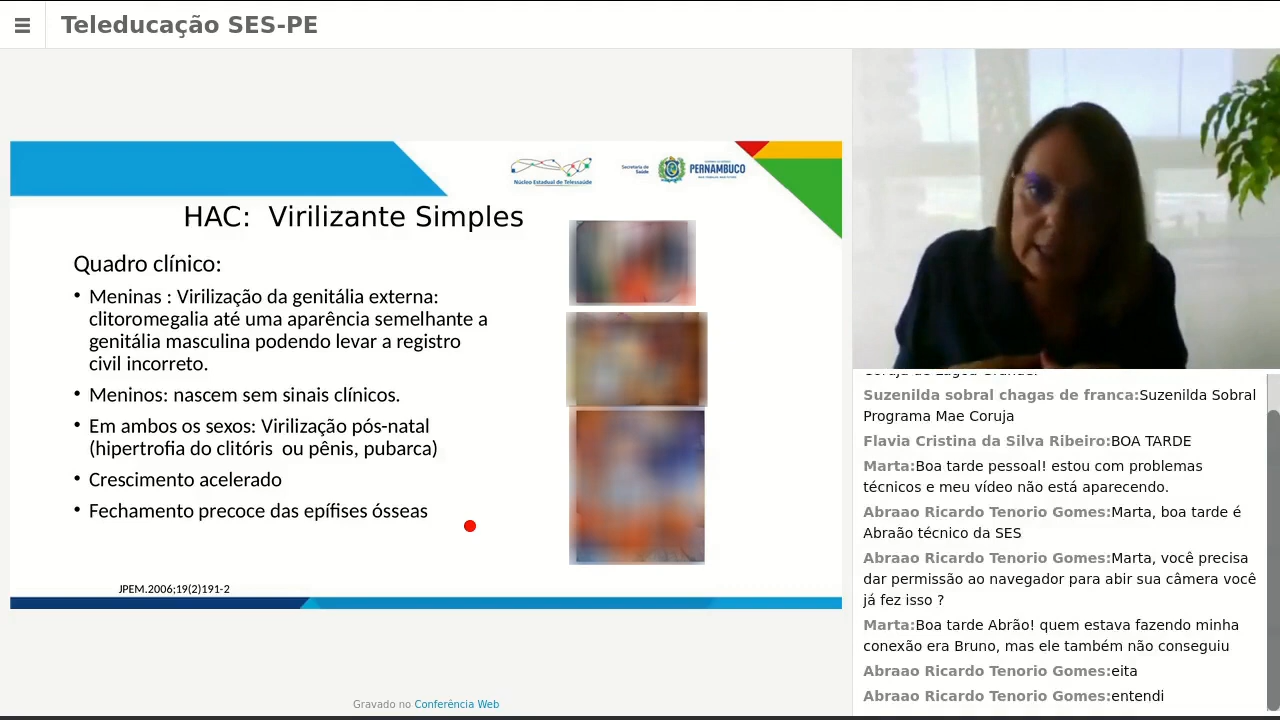 Teleducação SES-PE
Núcleo Estadual de Telessaúde
Secretaria de
Saúde
PERNAMBUCO
HAC:  Virilizante Simples
Quadro clínico:
• Meninas : Virilização da genitália externa:
clitoromegalia até uma aparência semelhante a
genitália masculina podendo levar a registro
civil incorreto.
• Meninos: nascem sem sinais clínicos.
• Em ambos os sexos: Virilização pós-natal
(hipertrofia do clitóris  ou pênis, pubarca)
• Crescimento acelerado
• Fechamento precoce das epífises ósseas
JPEM.2006;19(2)191-2
Gravado no Conferência Web
Suzenilda sobral chagas de franca:Suzenilda Sobral
Programa Mae Coruja
Flavia Cristina da Silva Ribeiro:BOA TARDE
Marta:Boa tarde pessoal! estou com problemas
técnicos e meu vídeo não está aparecendo.
Abraao Ricardo Tenorio Gomes:Marta, boa tarde é
Abraão técnico da SES
Abraao Ricardo Tenorio Gomes:Marta, você precisa
dar permissão ao navegador para abir sua câmera você
já fez isso ?
Marta:Boa tarde Abrão! quem estava fazendo minha
conexão era Bruno, mas ele também não conseguiu
Abraao Ricardo Tenorio Gomes:eita
Abraao Ricardo Tenorio Gomes:entendi